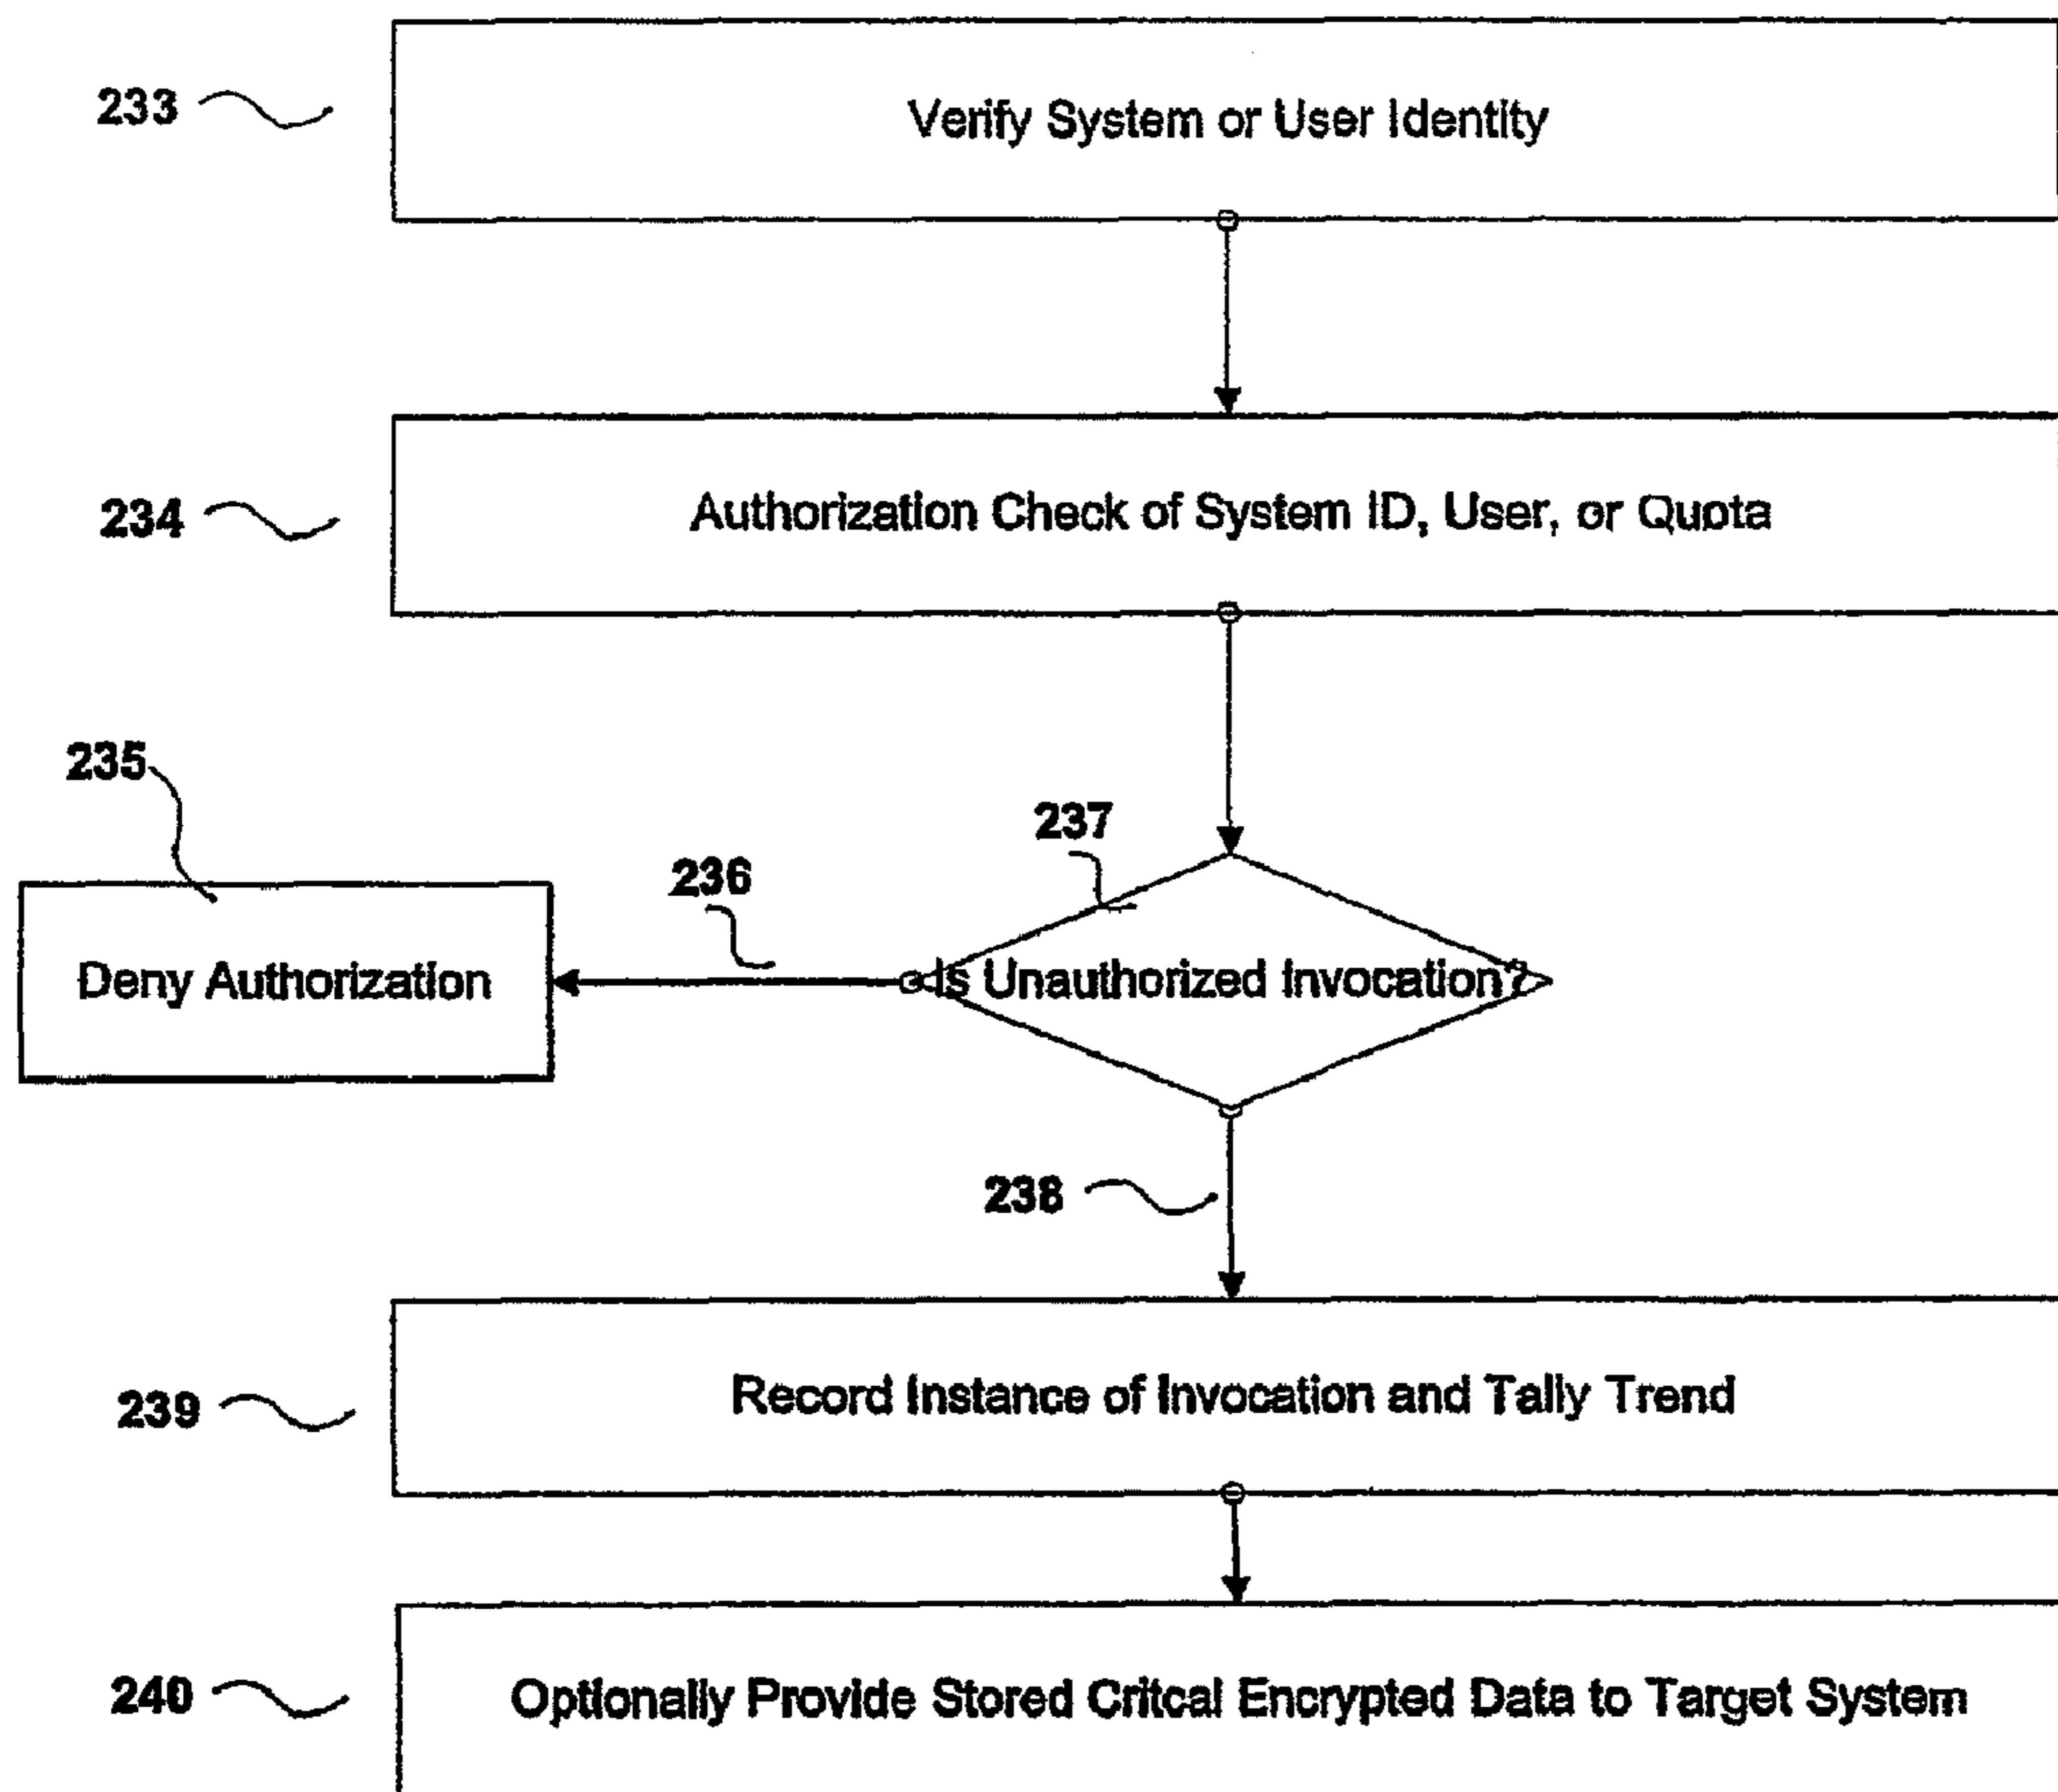 233
Verify System or User Identity
234
Authorization Check of System ID, User, or Quota
235
237
236
Deny Authorization
Is Unauthorized Invocation?
238
239
Record Instance of Invocation and Tally Trend
240
Optionally Provide Stored Critcal Encrypted Data to Target System